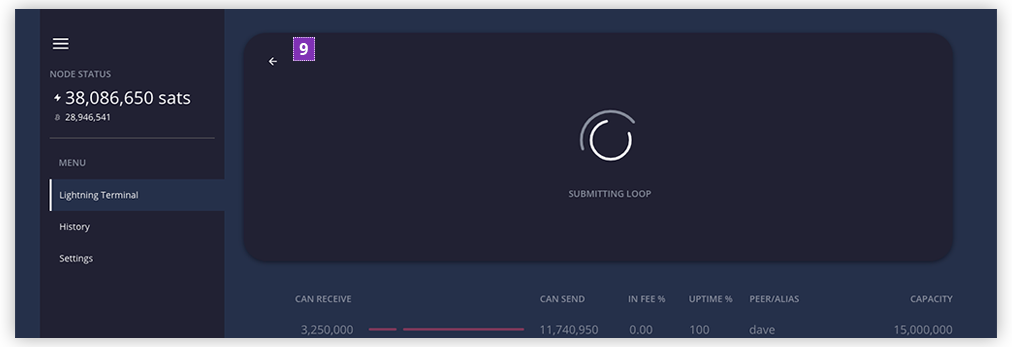 9
NODE STATUS
38,086,650 sats
28,946,541
MENU
Lightning Terminal
History
Settings
SUBMITTING LOOP
CAN RECEIVE CAN SEND IN FEE % UPTIME % PEER/ALIAS CAPACITY
3,250,000 11,740,950 0.00 100 dave 15,000,000